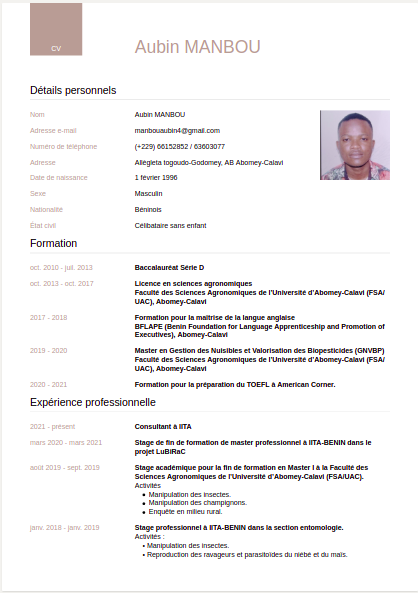 CV
Aubin MANBOU
Détails personnels
Nom Aubin MANBOU
Adresse e-mail manbouaubin4@gmail.com
Numéro de téléphone (+229) 66152852 / 63603077
Adresse Allègleta togoudo-Godomey, AB Abomey-Calavi
Date de naissance 1 février 1996
Sexe Masculin
Nationalité Béninois
État civil Célibataire sans enfant
Formation
oct. 2010 - juil. 2013 Baccalauréat Série D
oct. 2013 - oct. 2017 Licence en sciences agronomiques
Faculté des Sciences Agronomiques de l'Université d'Abomey-Calavi (FSA/
UAC), Abomey-Calavi
2017 - 2018 Formation pour la maîtrise de la langue anglaise
BFLAPE (Benin Foundation for Language Apprenticeship and Promotion of
Executives), Abomey-Calavi
2019 - 2020 Master en Gestion des Nuisibles et Valorisation des Biopesticides (GNVBP)
Faculté des Sciences Agronomiques de l'Université d'Abomey-Calavi (FSA/
UAC), Abomey-Calavi
2020 - 2021 Formation pour la préparation du TOEFL à American Corner.
Expérience professionnelle
2021 - présent Consultant à IITA
mars 2020 - mars 2021 Stage de fin de formation de master professionnel à IITA-BENIN dans le
projet LuBiRaC
août 2019 - sept. 2019 Stage académique pour la fin de formation en Master I à la Faculté des
Sciences Agronomiques de l'Université d'Abomey-Calavi (FSA/UAC).
Activités
• Manipulation des insectes.
• Manipulation des champignons.
• Enquête en milieu rural.
janv. 2018 - janv. 2019 Stage professionnel à IITA-BENIN dans la section entomologie.
Activités :
• Manipulation des insectes.
• Reproduction des ravageurs et parasitoïdes du niébé et du maïs.